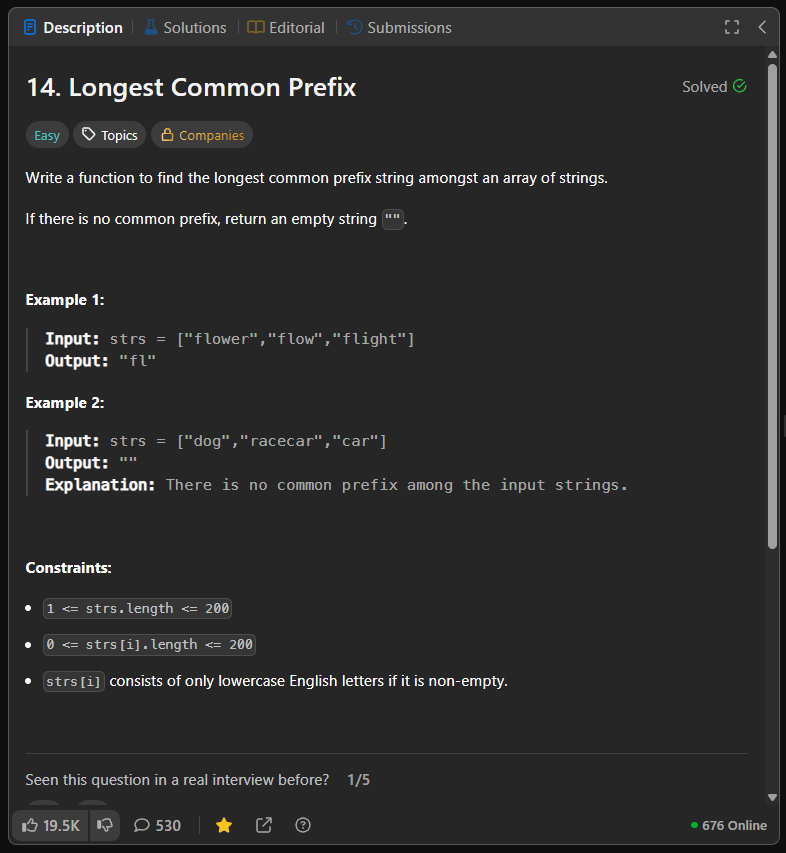 Description Solutions Editorial Submissions
14. Longest Common Prefix Solved
Easy Topics Companies
Write a function to find the longest common prefix string amongst an array of strings.
If there is no common prefix, return an empty string "".
Example 1:
Input: strs = ["flower","flow","flight"]
Output: "fl"
Example 2:
Input: strs = ["dog","racecar","car"]
Output: ""
Explanation: There is no common prefix among the input strings.
Constraints:
1 <= strs.length <= 200
0 <= strs[i].length <= 200
strs[i] consists of only lowercase English letters if it is non-empty.
Seen this question in a real interview before? 1/5
19.5K 530 676 Online